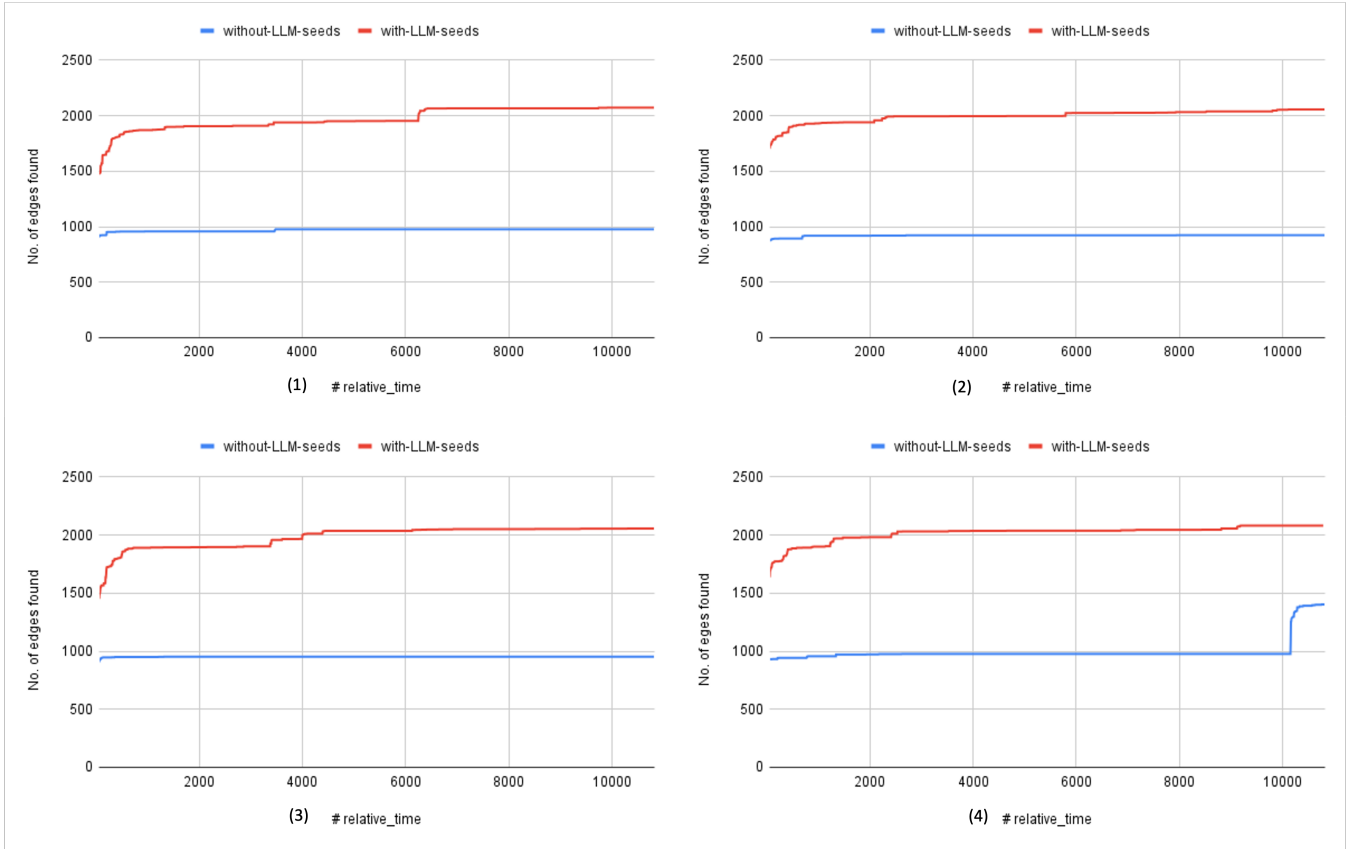 without-LLM-seeds with-LLM-seeds
2500
2000
1500
1000
500
0
No. of edges found
2000 4000 6000 8000 10000
(1) # relative_time
without-LLM-seeds with-LLM-seeds
2500
2000
1500
1000
500
0
No. of edges found
2000 4000 6000 8000 10000
(2) # relative_time
without-LLM-seeds with-LLM-seeds
2500
2000
1500
1000
500
0
No. of edges found
2000 4000 6000 8000 10000
(3) # relative_time
without-LLM-seeds with-LLM-seeds
2500
2000
1500
1000
500
0
No. of eges found
2000 4000 6000 8000 10000
(4) # relative_time